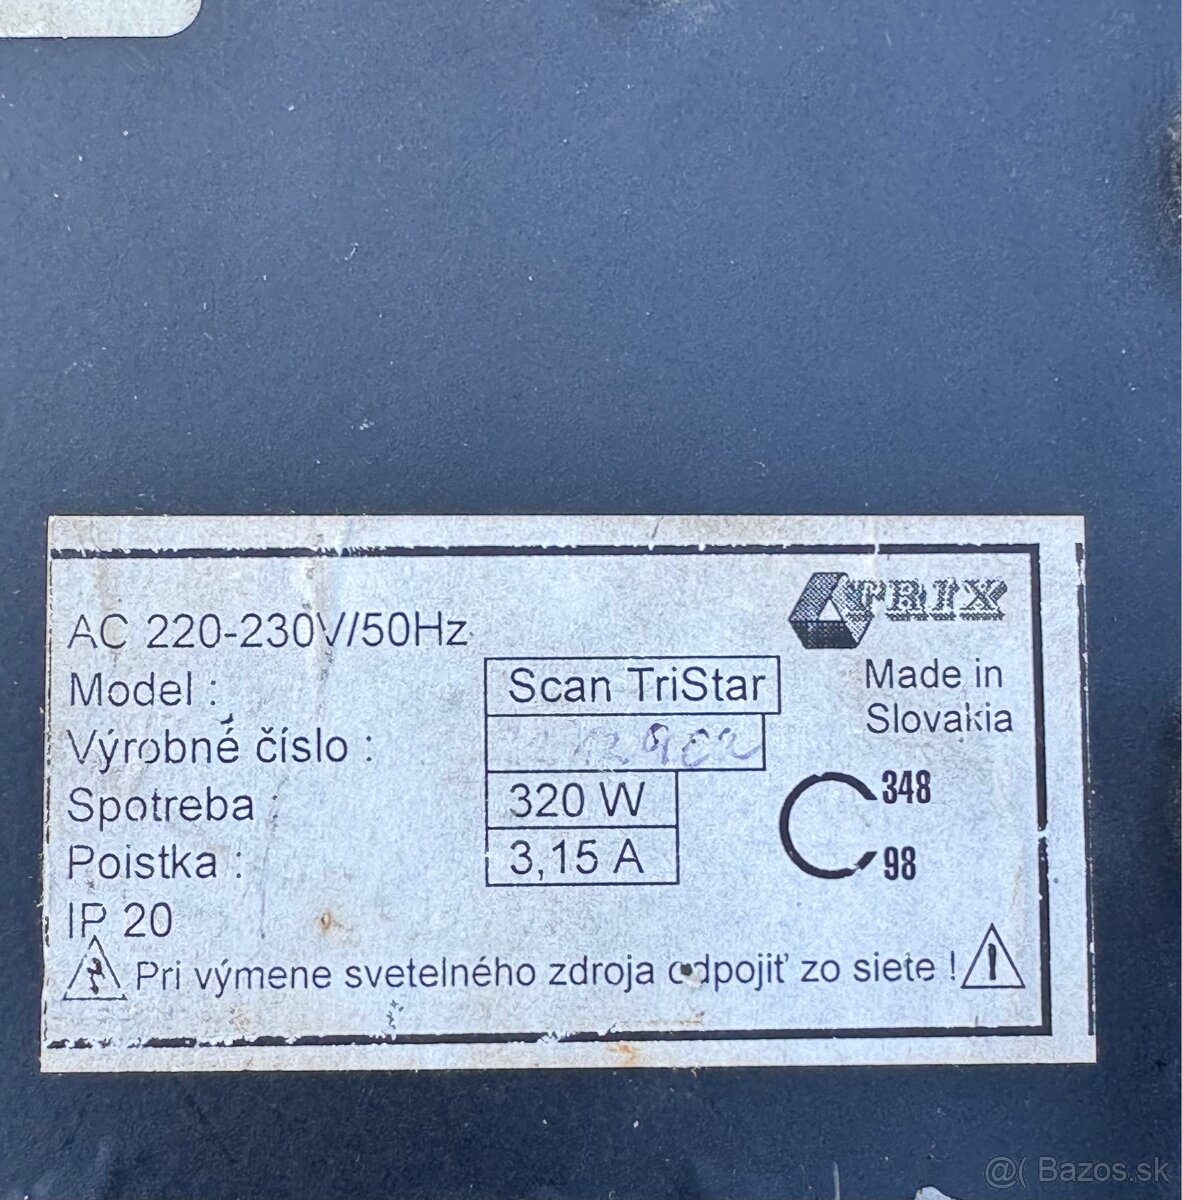 TRIX
AC 220-230V/50Hz
Made in
Slovakia
Model : Scan TriStar
Výrobné číslo :
Spotreba : 320 W
Poistka : 3,15 A
C 348
98
IP 20
Pri výmene svetelného zdroja odpojiť zo siete !
@( Bazos.sk